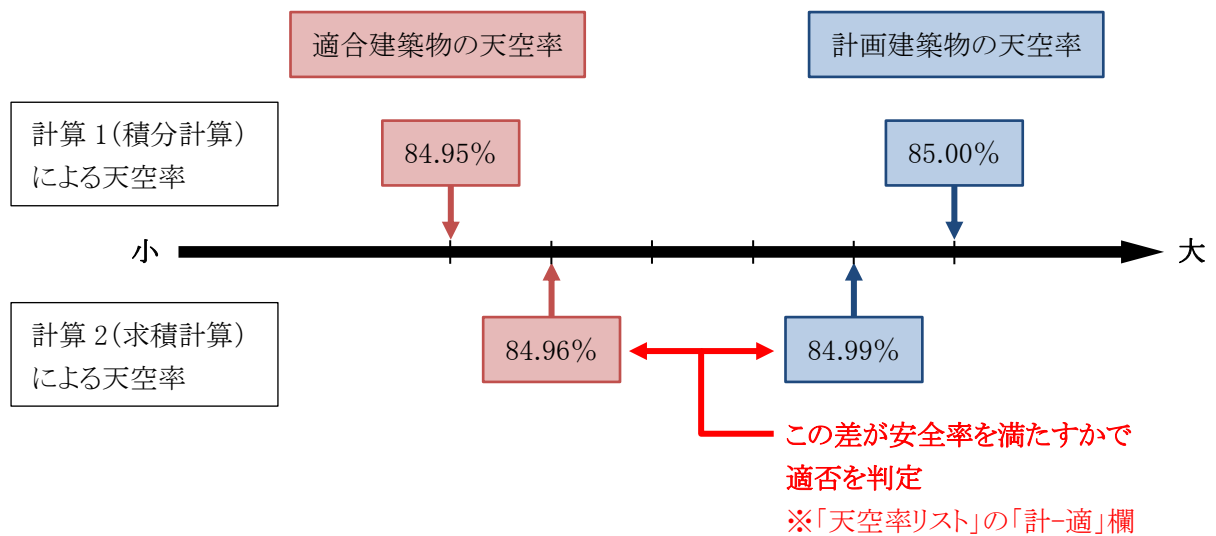 適合建築物の天空率
計画建築物の天空率
計算 1(積分計算)
による天空率
84.95%
85.00%
小
大
計算 2(求積計算)
による天空率
84.96%
84.99%
この差が安全率を満たすかで
適否を判定
※「天空率リスト」の「計-適」欄